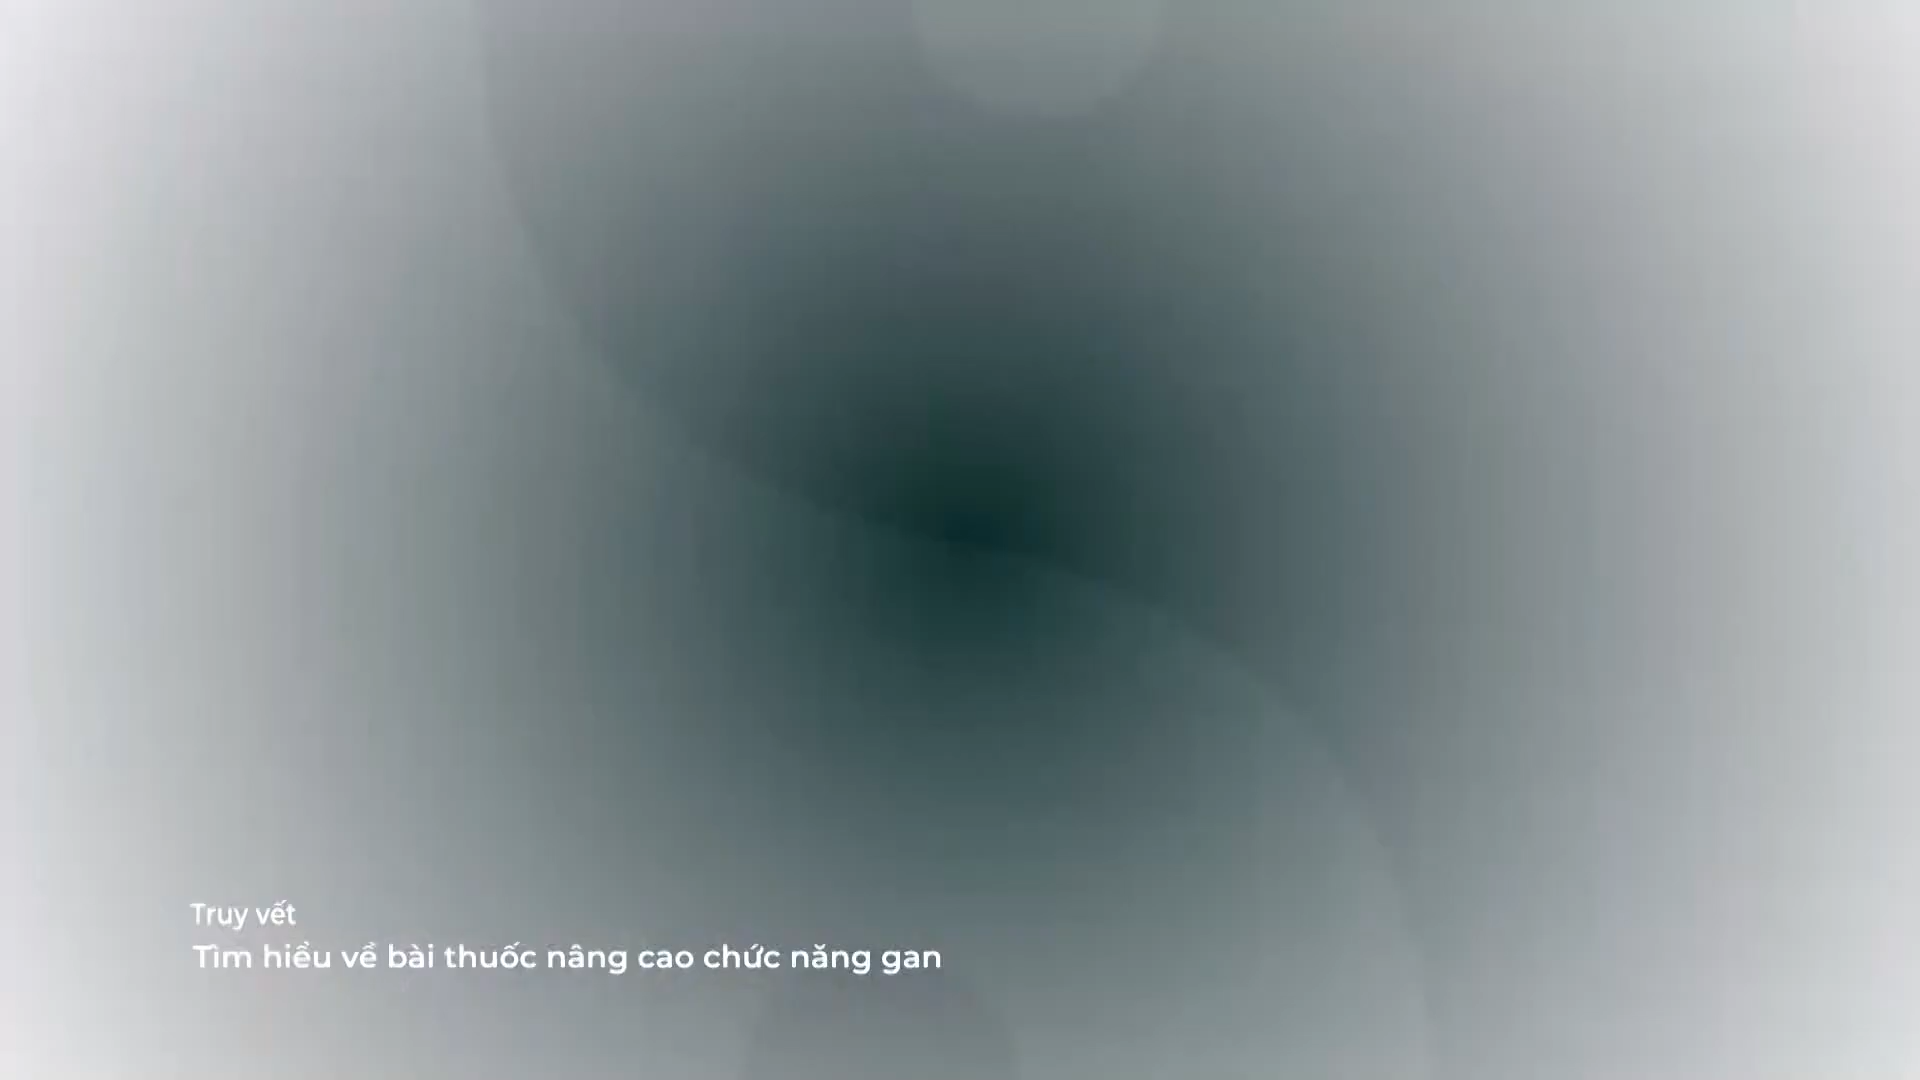 Truy vết
Tìm hiểu về bài thuốc nâng cao chức năng gan